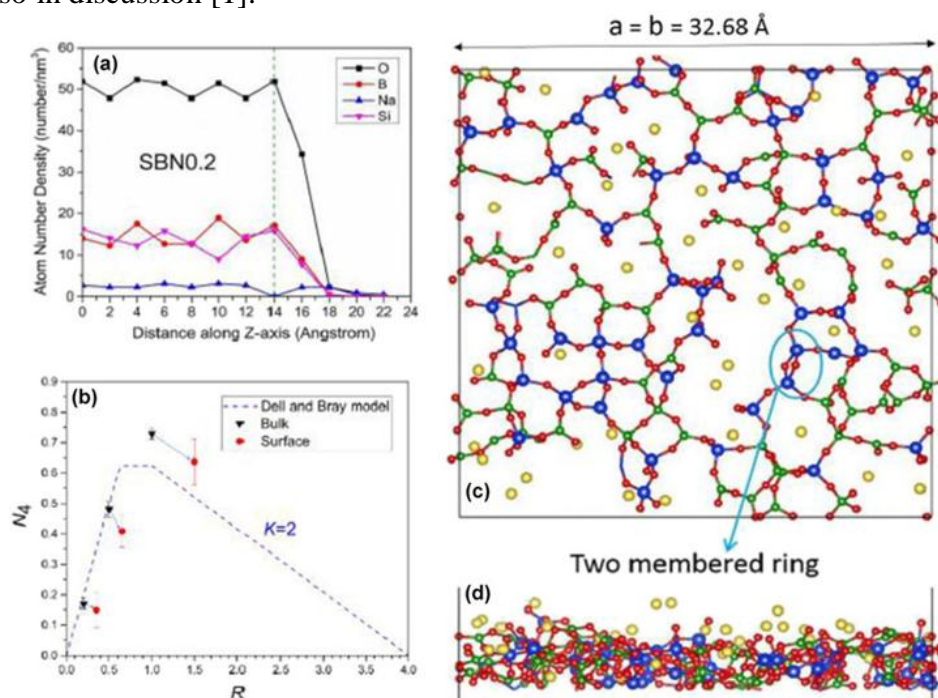 so in discussion [1].
(a)
O
B
Na
Si
SBN0.2
Atom Number Density (number/nm³)
60
50
40
30
20
10
0
0 2 4 6 8 10 12 14 16 18 20 22 24
Distance along Z-axis (Angstrom)
a = b = 32.68 Å
(b)
Dell and Bray model
Bulk
Surface
K=2
N4
0.9
0.8
0.7
0.6
0.5
0.4
0.3
0.2
0.1
0.0
0.0 0.5 1.0 1.5 2.0 2.5 3.0 3.5 4.0
R
(c)
Two membered ring
(d)